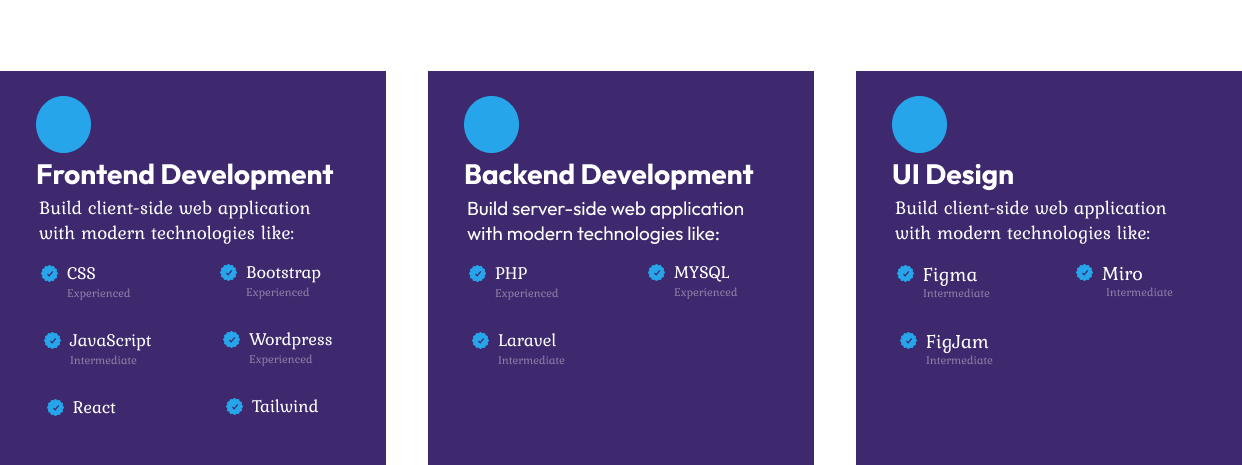 Frontend Development
Build client-side web application
with modern technologies like:
CSS
Experienced
Bootstrap
Experienced
JavaScript
Intermediate
Wordpress
Experienced
React
Tailwind
Backend Development
Build server-side web application
with modern technologies like:
PHP
Experienced
MYSQL
Experienced
Laravel
Intermediate
UI Design
Build client-side web application
with modern technologies like:
Figma
Intermediate
Miro
Intermediate
FigJam
Intermediate